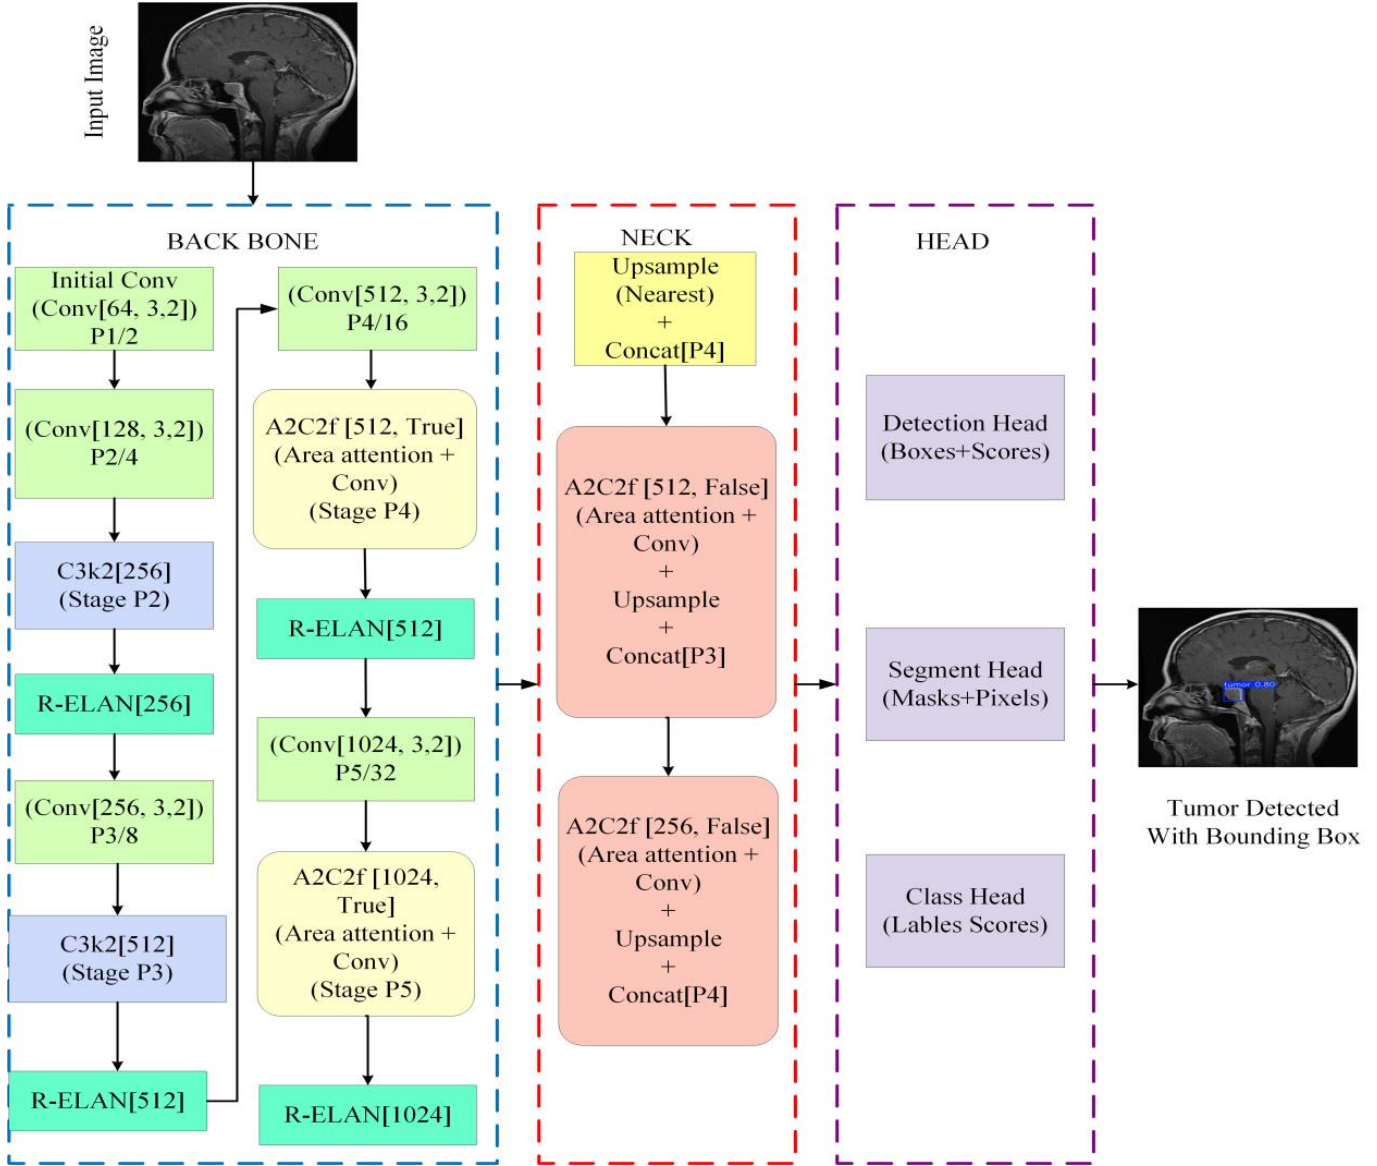 Input Image
BACK BONE
Initial Conv
(Conv[64, 3,2])
P1/2
(Conv[128, 3,2])
P2/4
C3k2[256]
(Stage P2)
R-ELAN[256]
(Conv[256, 3,2])
P3/8
C3k2[512]
(Stage P3)
R-ELAN[512]
(Conv[512, 3,2])
P4/16
A2C2f [512, True]
(Area attention +
Conv)
(Stage P4)
R-ELAN[512]
(Conv[1024, 3,2])
P5/32
A2C2f [1024,
True]
(Area attention +
Conv)
(Stage P5)
R-ELAN[1024]
NECK
Upsample
(Nearest)
+
Concat[P4]
A2C2f [512, False]
(Area attention +
Conv)
+
Upsample
+
Concat[P3]
A2C2f [256, False]
(Area attention +
Conv)
+
Upsample
+
Concat[P4]
HEAD
Detection Head
(Boxes+Scores)
Segment Head
(Masks+Pixels)
Class Head
(Lables Scores)
tumor 0.80
Tumor Detected
With Bounding Box